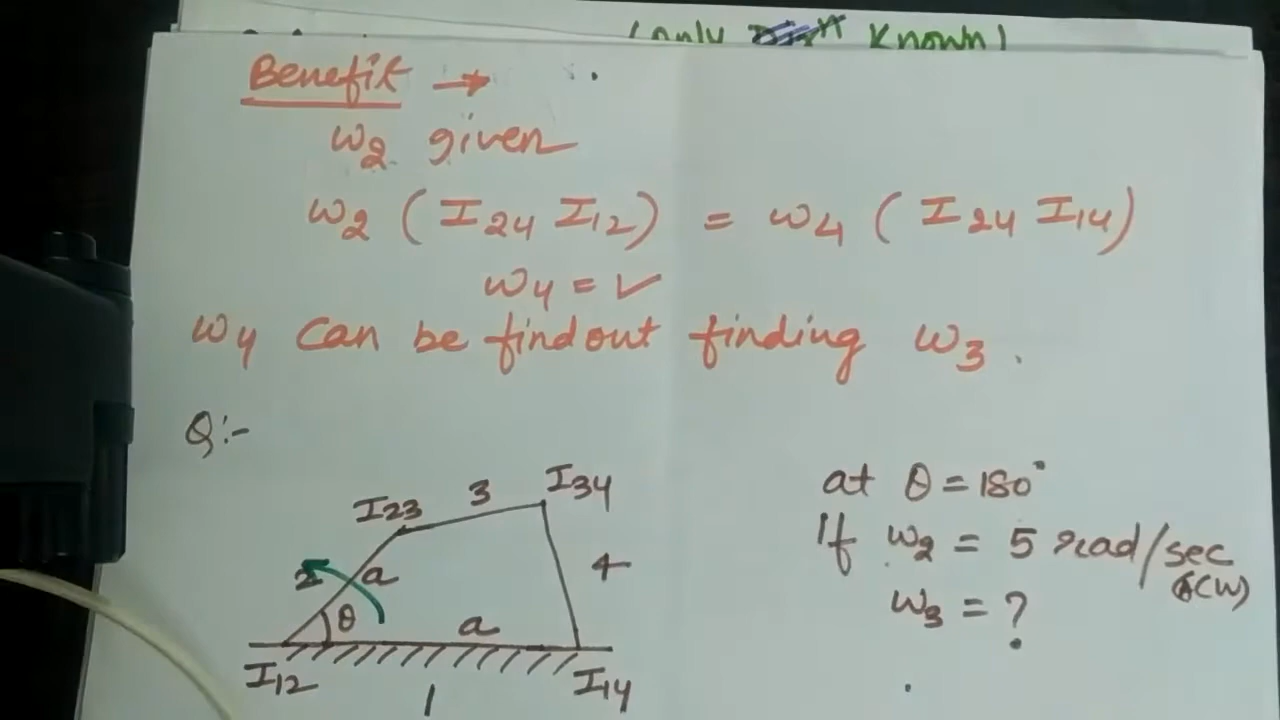 (only Known)
Benefit →
ω2 given
ω2 (I24 I12) = ω4 (I24 I14)
ω4 = ✓
ω4 can be findout finding ω3.
Q:-
I23 3 I34
2 a 4
θ a
I12 1 I14
at θ = 180°
If ω2 = 5 rad/sec
(CW)
ω3 = ?